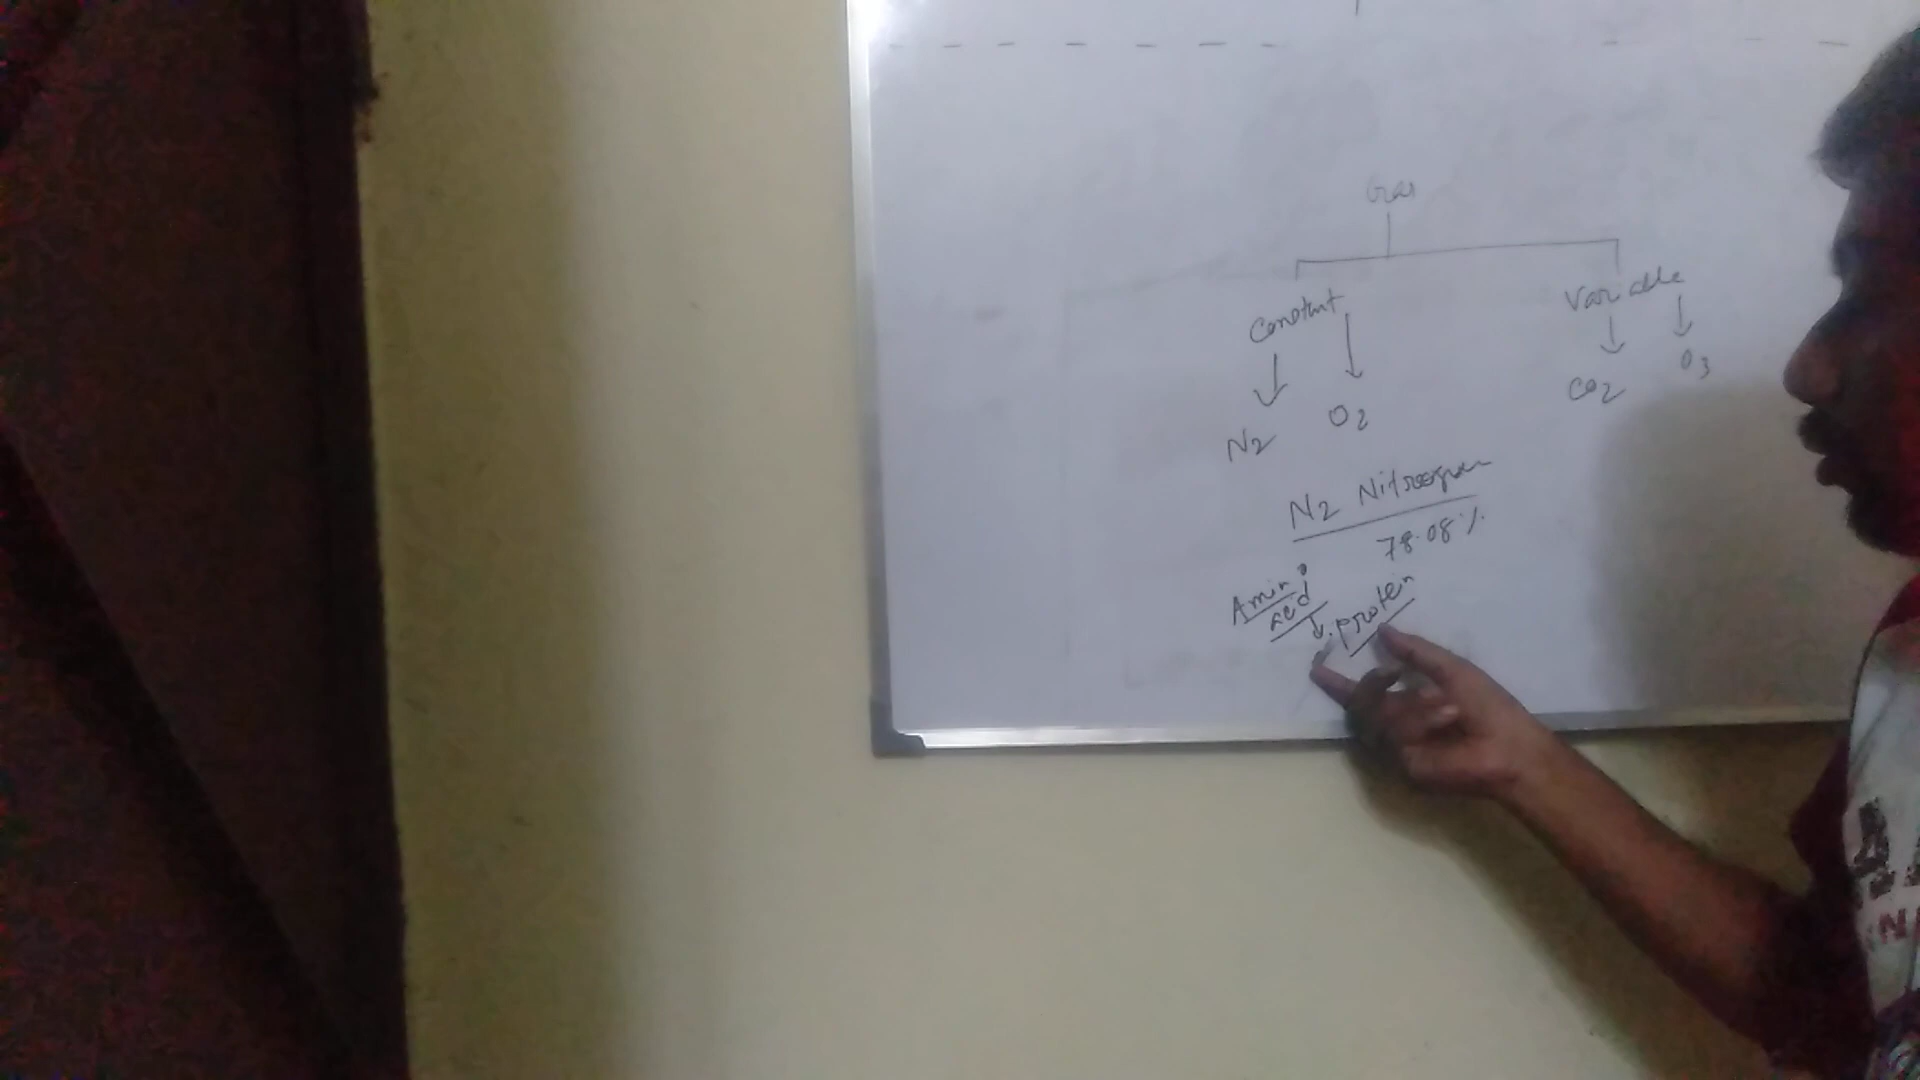 Gas
Constant Variable
N2 O2 CO2 O3
N2 Nitrogen
78.08%
Amino
acid
protein